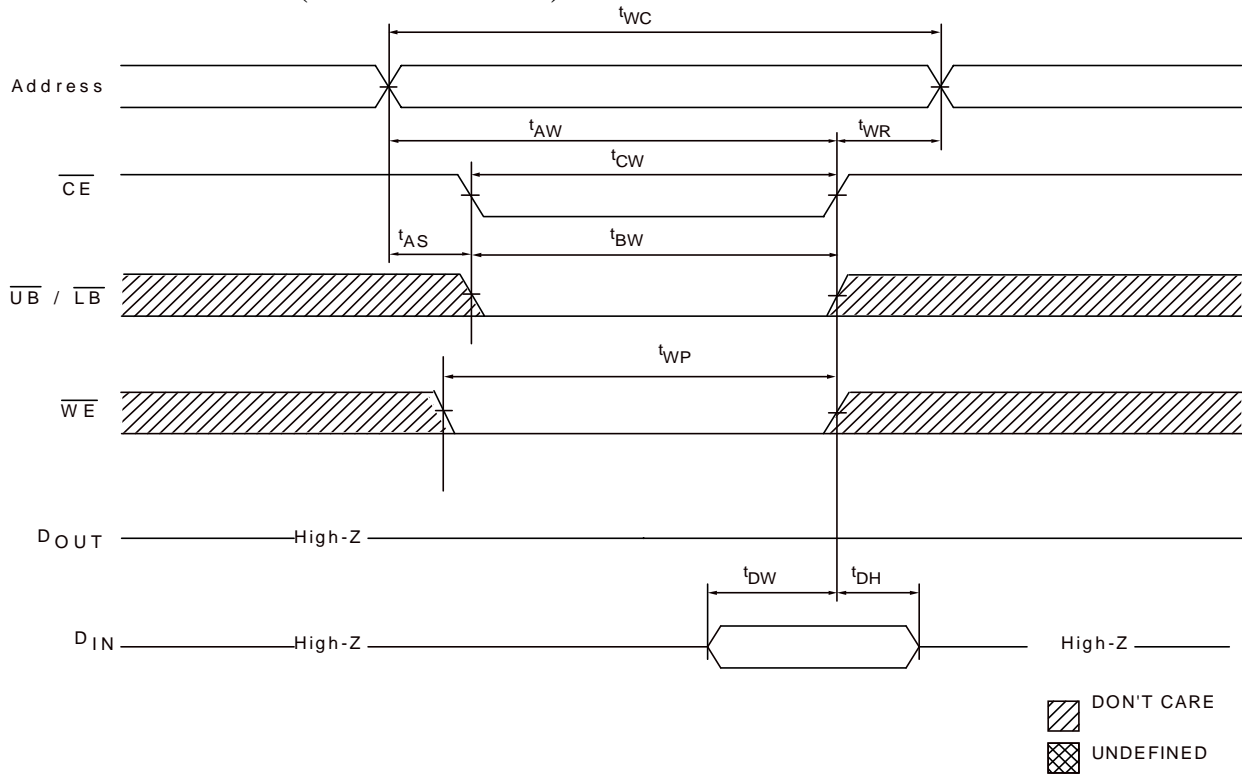 tWC
Address
tAW
tWR
tCW
CE
tAS
tBW
UB / LB
tWP
WE
DOUT
High-Z
tDW
tDH
DIN
High-Z
High-Z
DON'T CARE
UNDEFINED